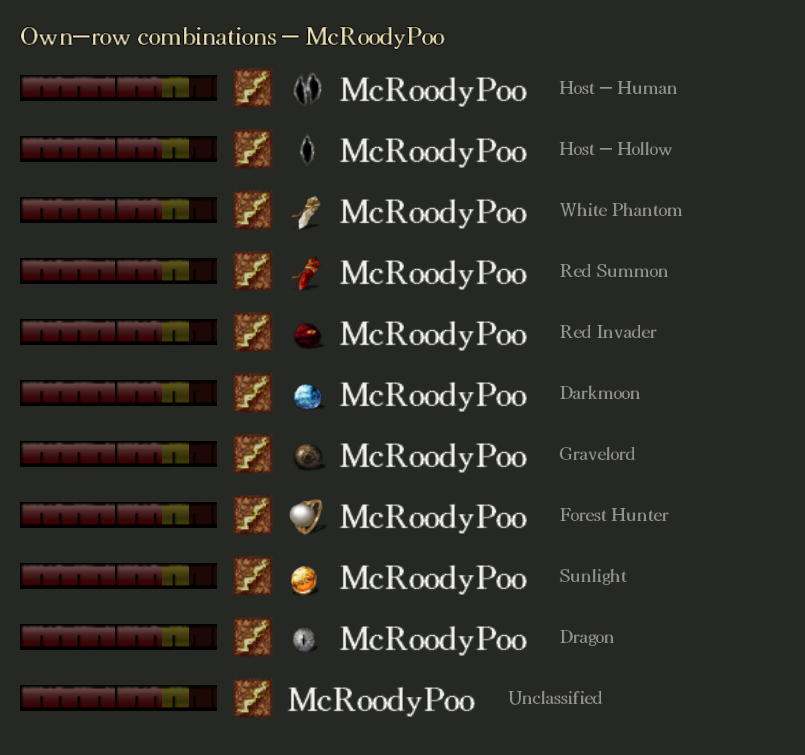 Own—row combinations — McRoodyPoo
McRoodyPoo Host — Human
McRoodyPoo Host — Hollow
McRoodyPoo White Phantom
McRoodyPoo Red Summon
McRoodyPoo Red Invader
McRoodyPoo Darkmoon
McRoodyPoo Gravelord
McRoodyPoo Forest Hunter
McRoodyPoo Sunlight
McRoodyPoo Dragon
McRoodyPoo Unclassified